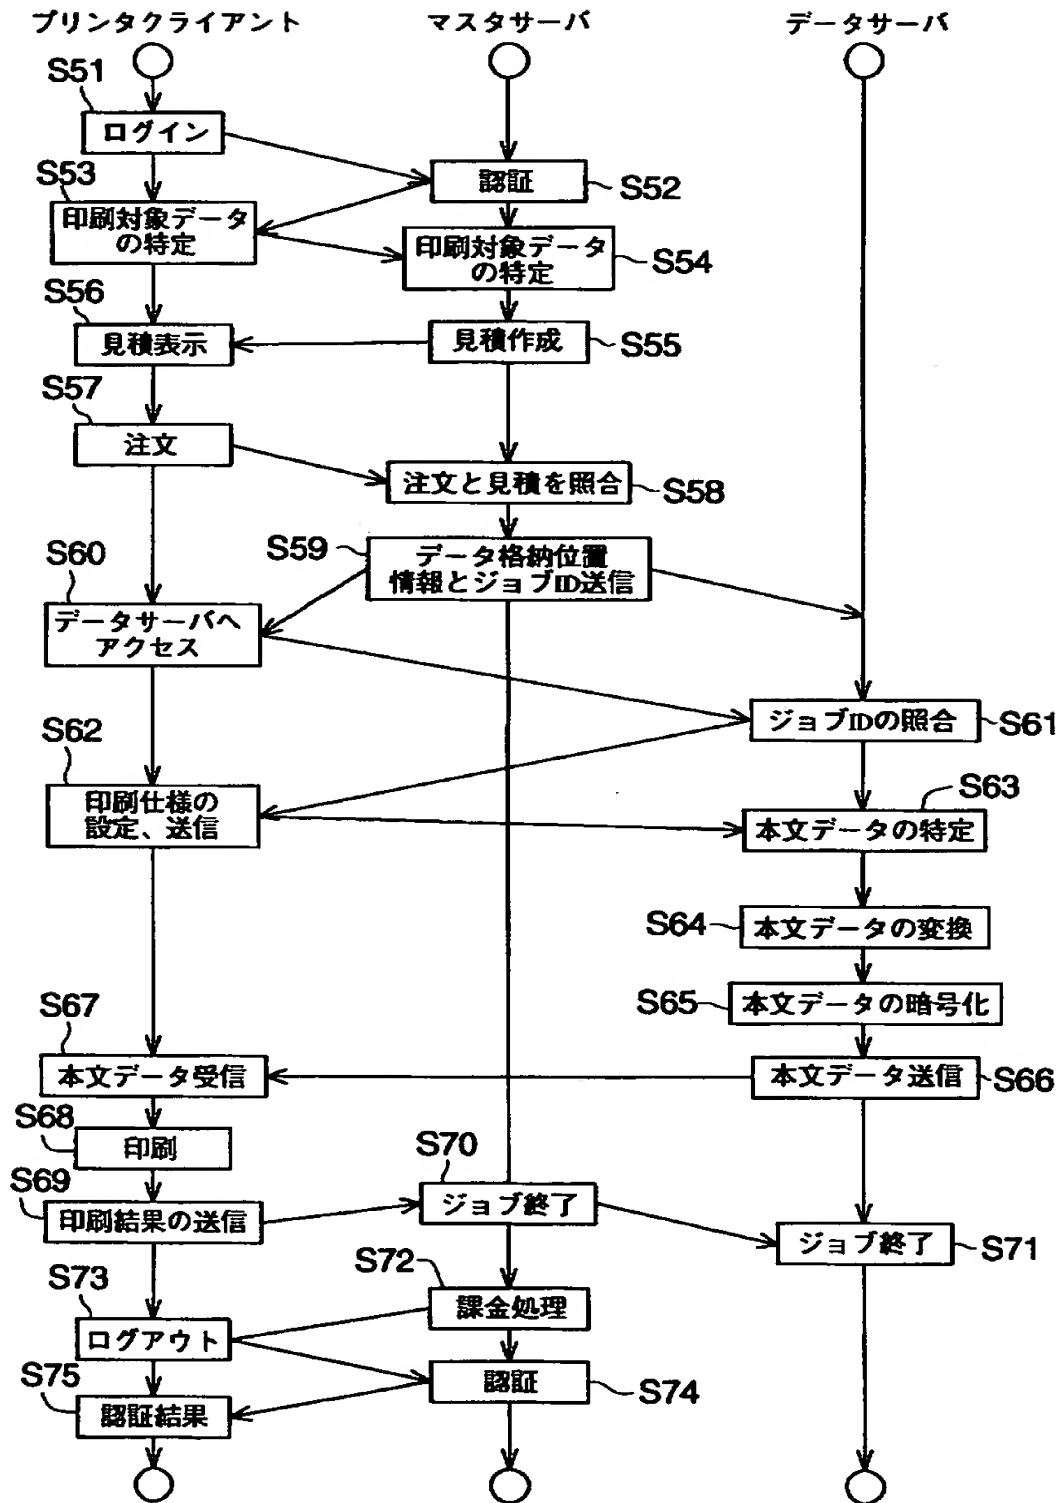 プリンタクライアント
マスタサーバ
データサーバ
S51
ログイン
認証
S52
S53
印刷対象データ
の特定
印刷対象データ
の特定
S54
S56
見積表示
見積作成
S55
S57
注文
注文と見積を照合
S58
S59
データ格納位置
情報とジョブID送信
S60
データサーバへ
アクセス
ジョブIDの照合
S61
S62
印刷仕様の
設定、送信
S63
本文データの特定
S64
本文データの変換
S65
本文データの暗号化
S67
本文データ受信
本文データ送信
S66
S68
印刷
S69
印刷結果の送信
S70
ジョブ終了
ジョブ終了
S71
S72
課金処理
S73
ログアウト
認証
S74
S75
認証結果